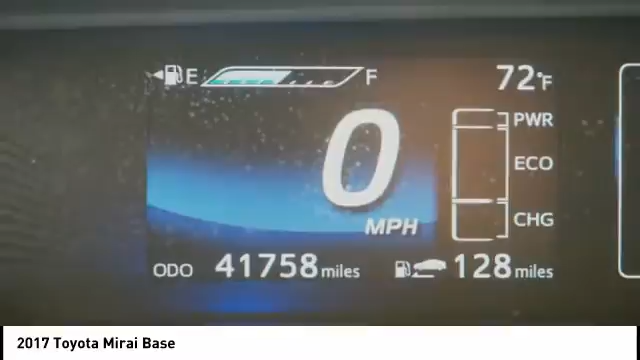 E F 72°F
PWR
0
ECO
MPH
CHG
ODO 41758 miles 128 miles
2017 Toyota Mirai Base